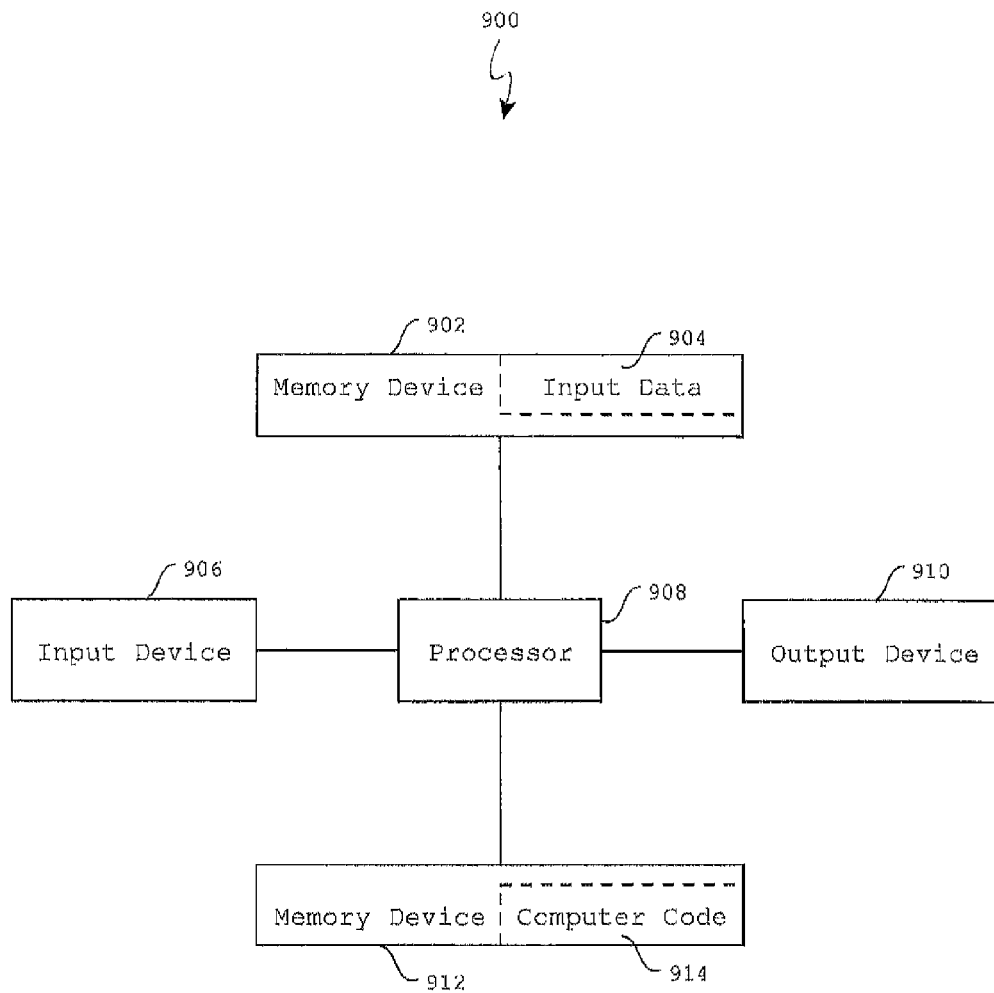 900
902
904
Memory Device
Input Data
906
908
910
Input Device
Processor
Output Device
Memory Device
Computer Code
912
914